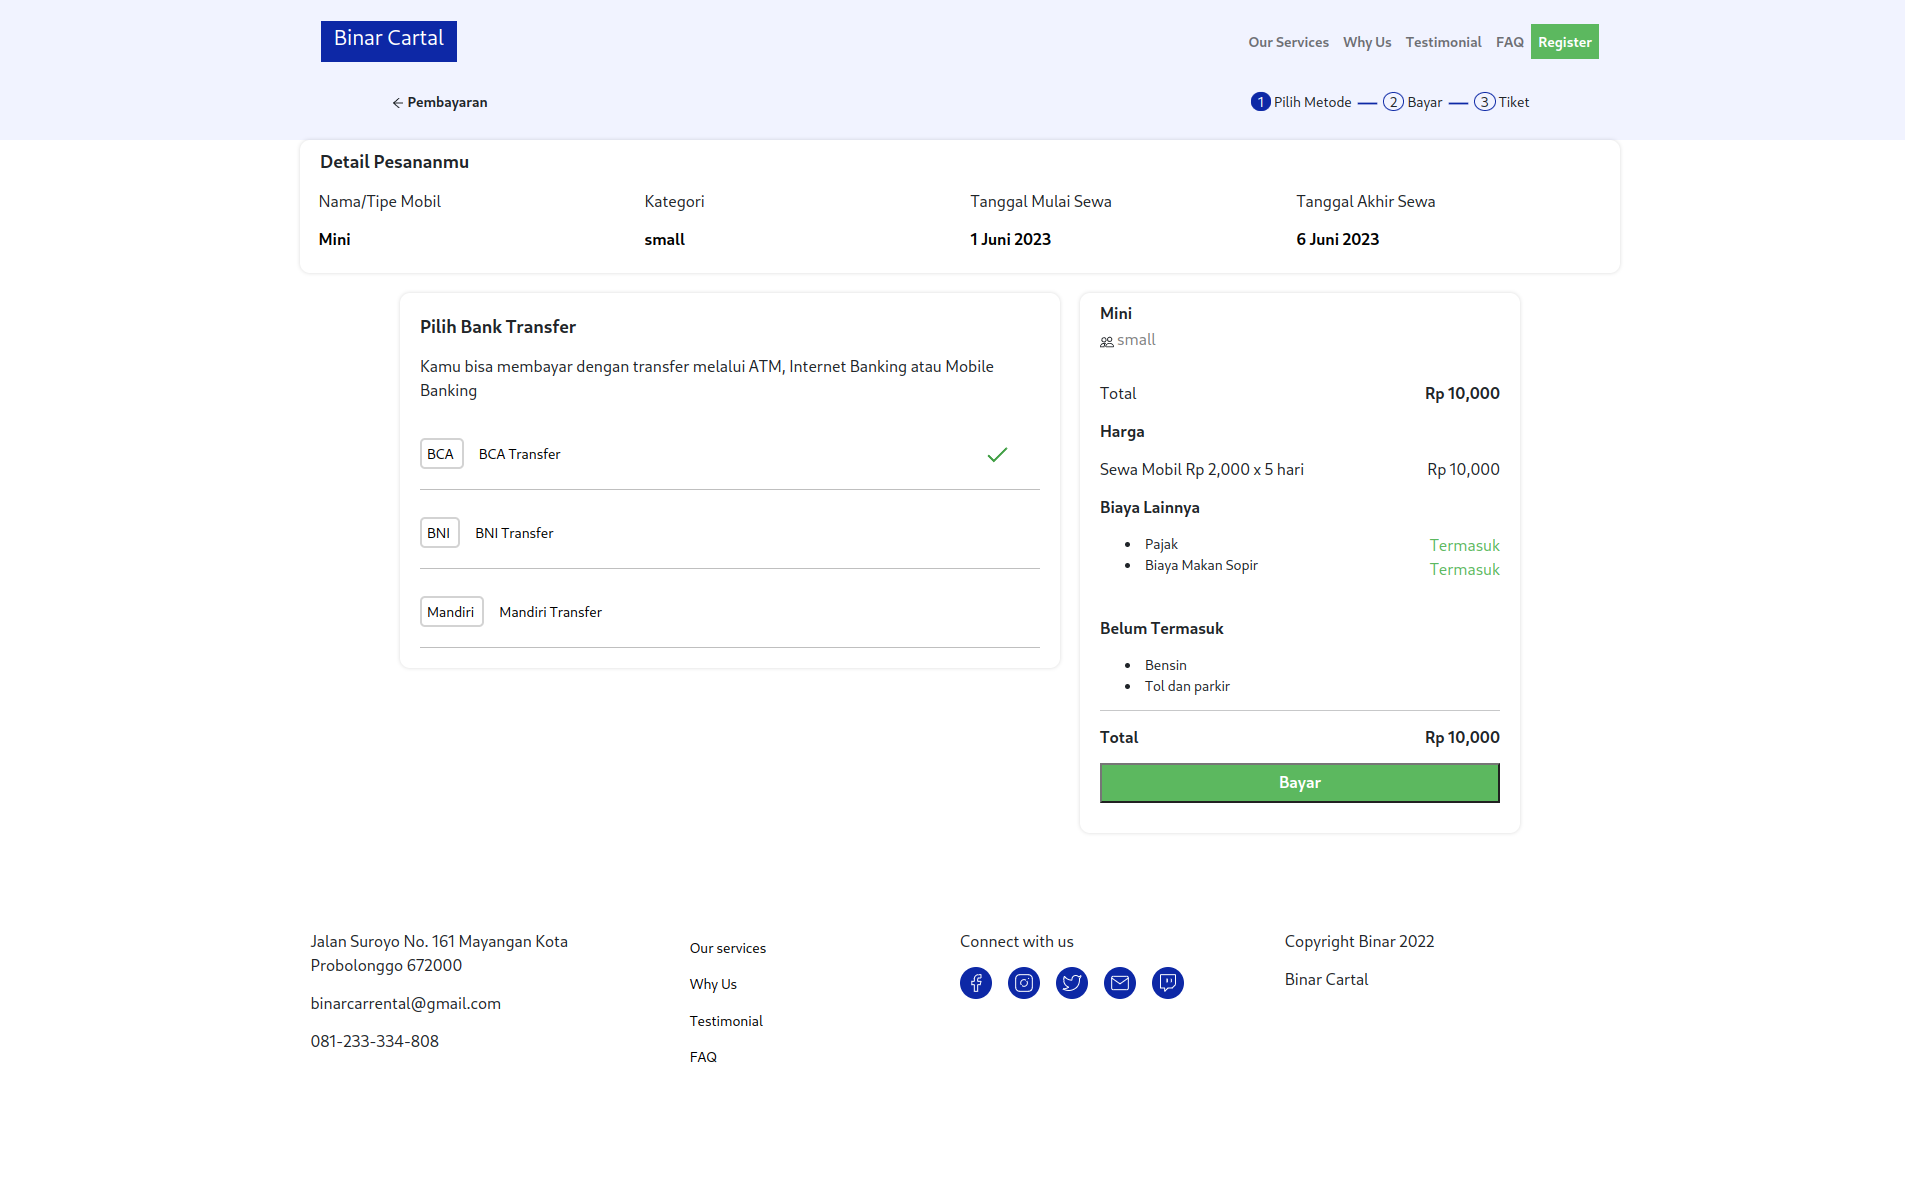 Binar Cartal
Our Services Why Us Testimonial FAQ Register
Pembayaran
1 Pilih Metode 2 Bayar 3 Tiket
Detail Pesananmu
Nama/Tipe Mobil Kategori Tanggal Mulai Sewa Tanggal Akhir Sewa
Mini small 1 Juni 2023 6 Juni 2023
Pilih Bank Transfer
Kamu bisa membayar dengan transfer melalui ATM, Internet Banking atau Mobile
Banking
BCA BCA Transfer
BNI BNI Transfer
Mandiri Mandiri Transfer
Mini
small
Total Rp 10,000
Harga
Sewa Mobil Rp 2,000 x 5 hari Rp 10,000
Biaya Lainnya
Pajak Termasuk
Biaya Makan Sopir Termasuk
Belum Termasuk
Bensin
Tol dan parkir
Total Rp 10,000
Bayar
Jalan Suroyo No. 161 Mayangan Kota
Probolonggo 672000
binarcarrental@gmail.com
081-233-334-808
Our services
Why Us
Testimonial
FAQ
Connect with us
Copyright Binar 2022
Binar Cartal